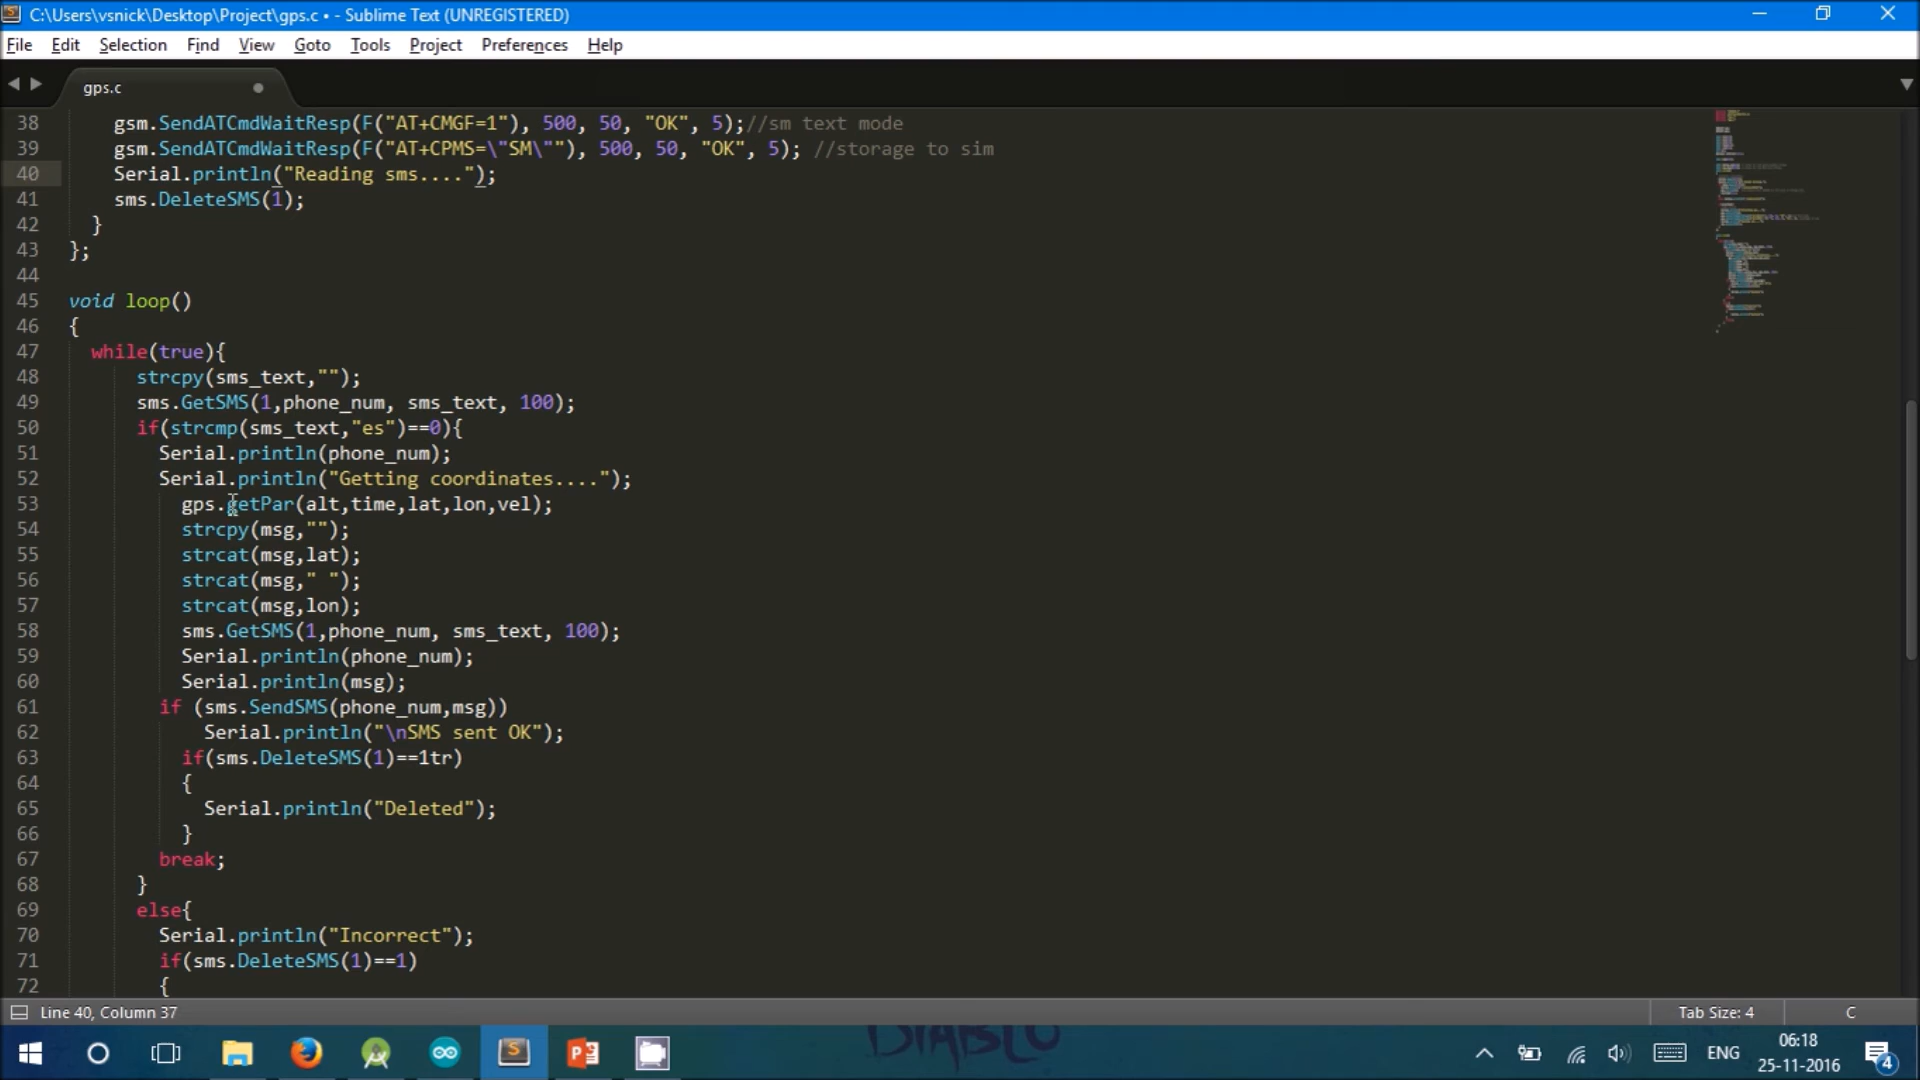 C:\Users\vsnick\Desktop\Project\gps.c • - Sublime Text (UNREGISTERED)
File Edit Selection Find View Goto Tools Project Preferences Help
gps.c
38 gsm.SendATCmdWaitResp(F("AT+CMGF=1"), 500, 50, "OK", 5);//sm text mode
39 gsm.SendATCmdWaitResp(F("AT+CPMS=\"SM\""), 500, 50, "OK", 5); //storage to sim
40 Serial.println("Reading sms....");
41 sms.DeleteSMS(1);
42 }
43 };
44
45 void loop()
46 {
47 while(true){
48 strcpy(sms_text,"");
49 sms.GetSMS(1,phone_num, sms_text, 100);
50 if(strcmp(sms_text,"es")==0){
51 Serial.println(phone_num);
52 Serial.println("Getting coordinates....");
53 gps.getPar(alt,time,lat,lon,vel);
54 strcpy(msg,"");
55 strcat(msg,lat);
56 strcat(msg," ");
57 strcat(msg,lon);
58 sms.GetSMS(1,phone_num, sms_text, 100);
59 Serial.println(phone_num);
60 Serial.println(msg);
61 if (sms.SendSMS(phone_num,msg))
62 Serial.println("\nSMS sent OK");
63 if(sms.DeleteSMS(1)==1tr)
64 {
65 Serial.println("Deleted");
66 }
67 break;
68 }
69 else{
70 Serial.println("Incorrect");
71 if(sms.DeleteSMS(1)==1)
72 {
Line 40, Column 37 Tab Size: 4 C
DIABLO
ENG 06:18
25-11-2016 4